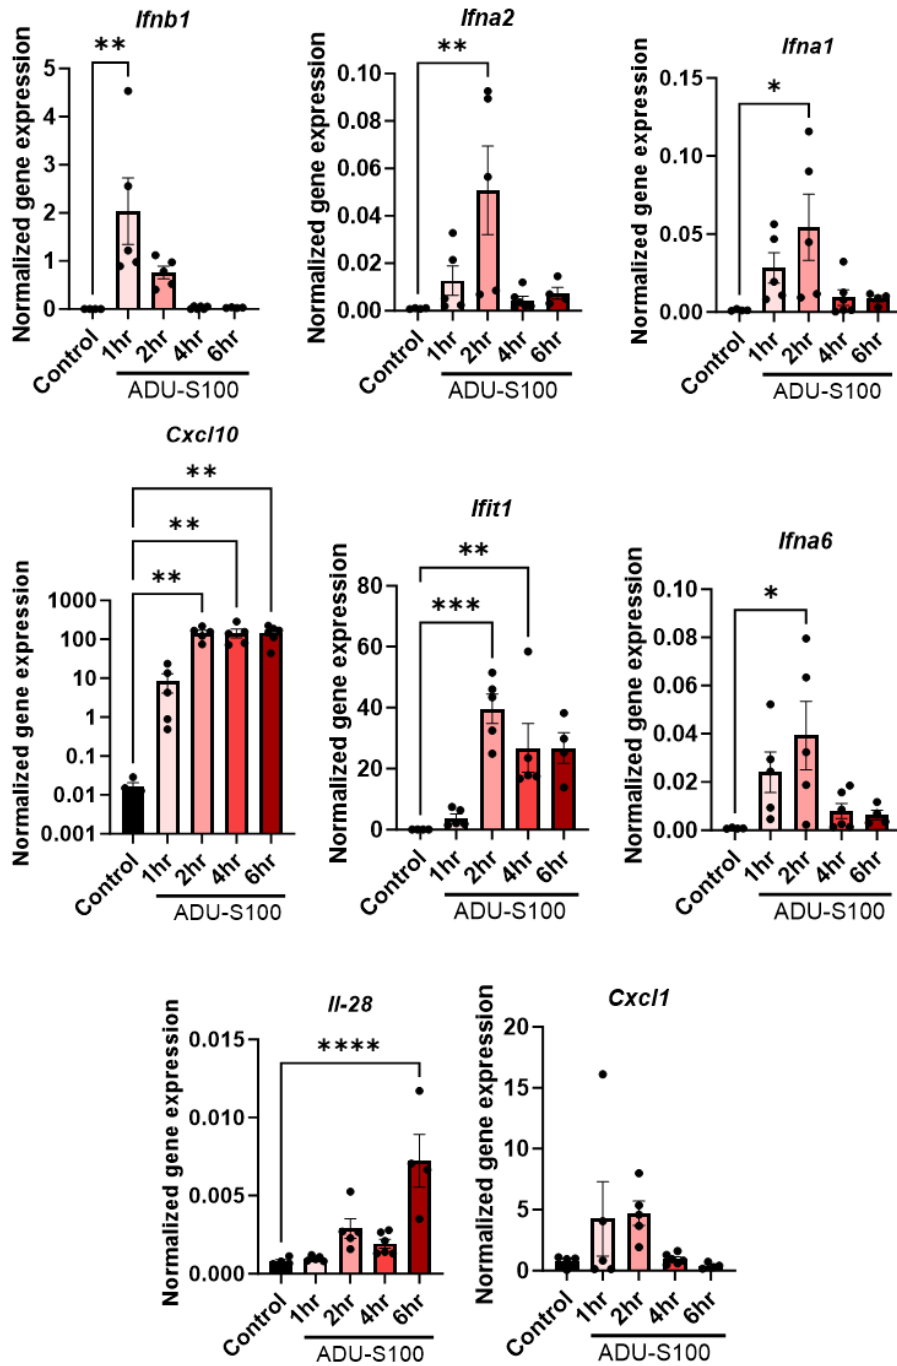 Ifnb1
**
Normalized gene expression
5
4
3
2
1
0
Control
1hr
2hr
4hr
6hr
ADU-S100
Ifna2
**
Normalized gene expression
0.10
0.08
0.06
0.04
0.02
0.00
Control
1hr
2hr
4hr
6hr
ADU-S100
Ifna1
*
Normalized gene expression
0.15
0.10
0.05
0.00
Control
1hr
2hr
4hr
6hr
ADU-S100
Cxcl10
**
**
**
Normalized gene expression
1000
100
10
1
0.1
0.01
0.001
Control
1hr
2hr
4hr
6hr
ADU-S100
Ifit1
**
***
Normalized gene expression
80
60
40
20
0
Control
1hr
2hr
4hr
6hr
ADU-S100
Ifna6
*
Normalized gene expression
0.10
0.08
0.06
0.04
0.02
0.00
Control
1hr
2hr
4hr
6hr
ADU-S100
Il-28
****
Normalized gene expression
0.015
0.010
0.005
0.000
Control
1hr
2hr
4hr
6hr
ADU-S100
Cxcl1
Normalized gene expression
20
15
10
5
0
Control
1hr
2hr
4hr
6hr
ADU-S100